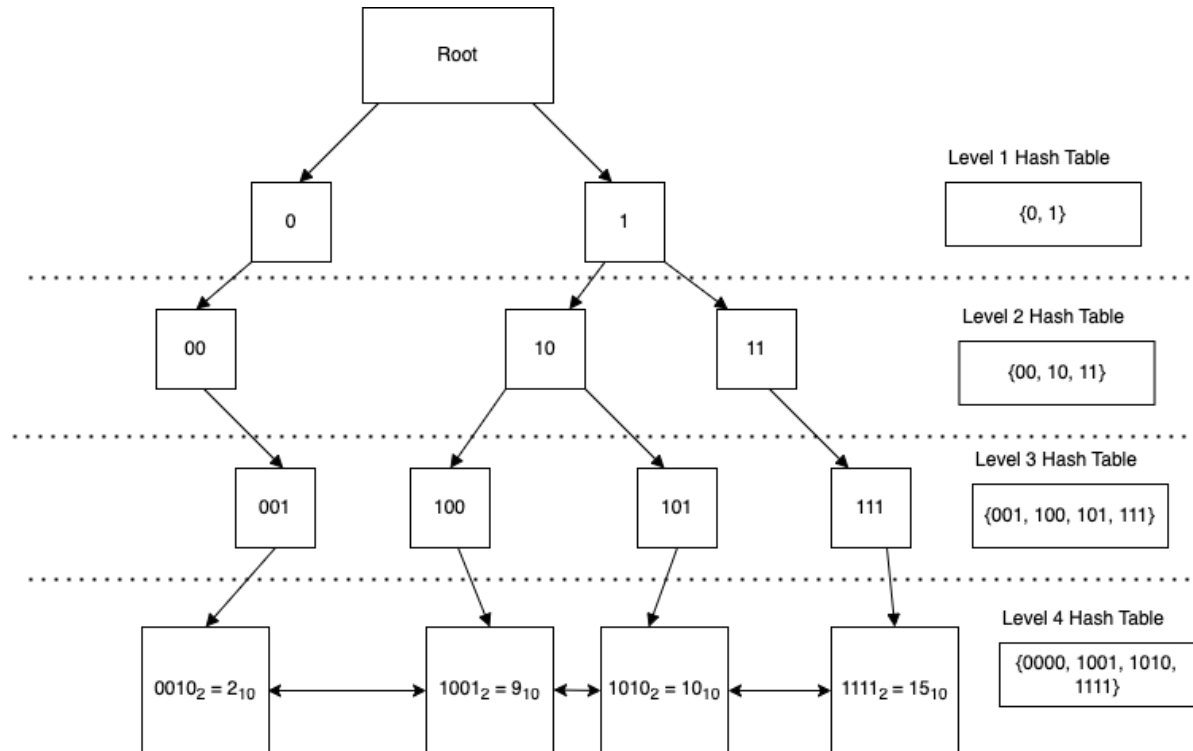 Root
Level 1 Hash Table
0
1
{0, 1}
Level 2 Hash Table
00
10
11
{00, 10, 11}
Level 3 Hash Table
001
100
101
111
{001, 100, 101, 111}
Level 4 Hash Table
0010₂ = 2₁₀
1001₂ = 9₁₀
1010₂ = 10₁₀
1111₂ = 15₁₀
{0000, 1001, 1010,
1111}